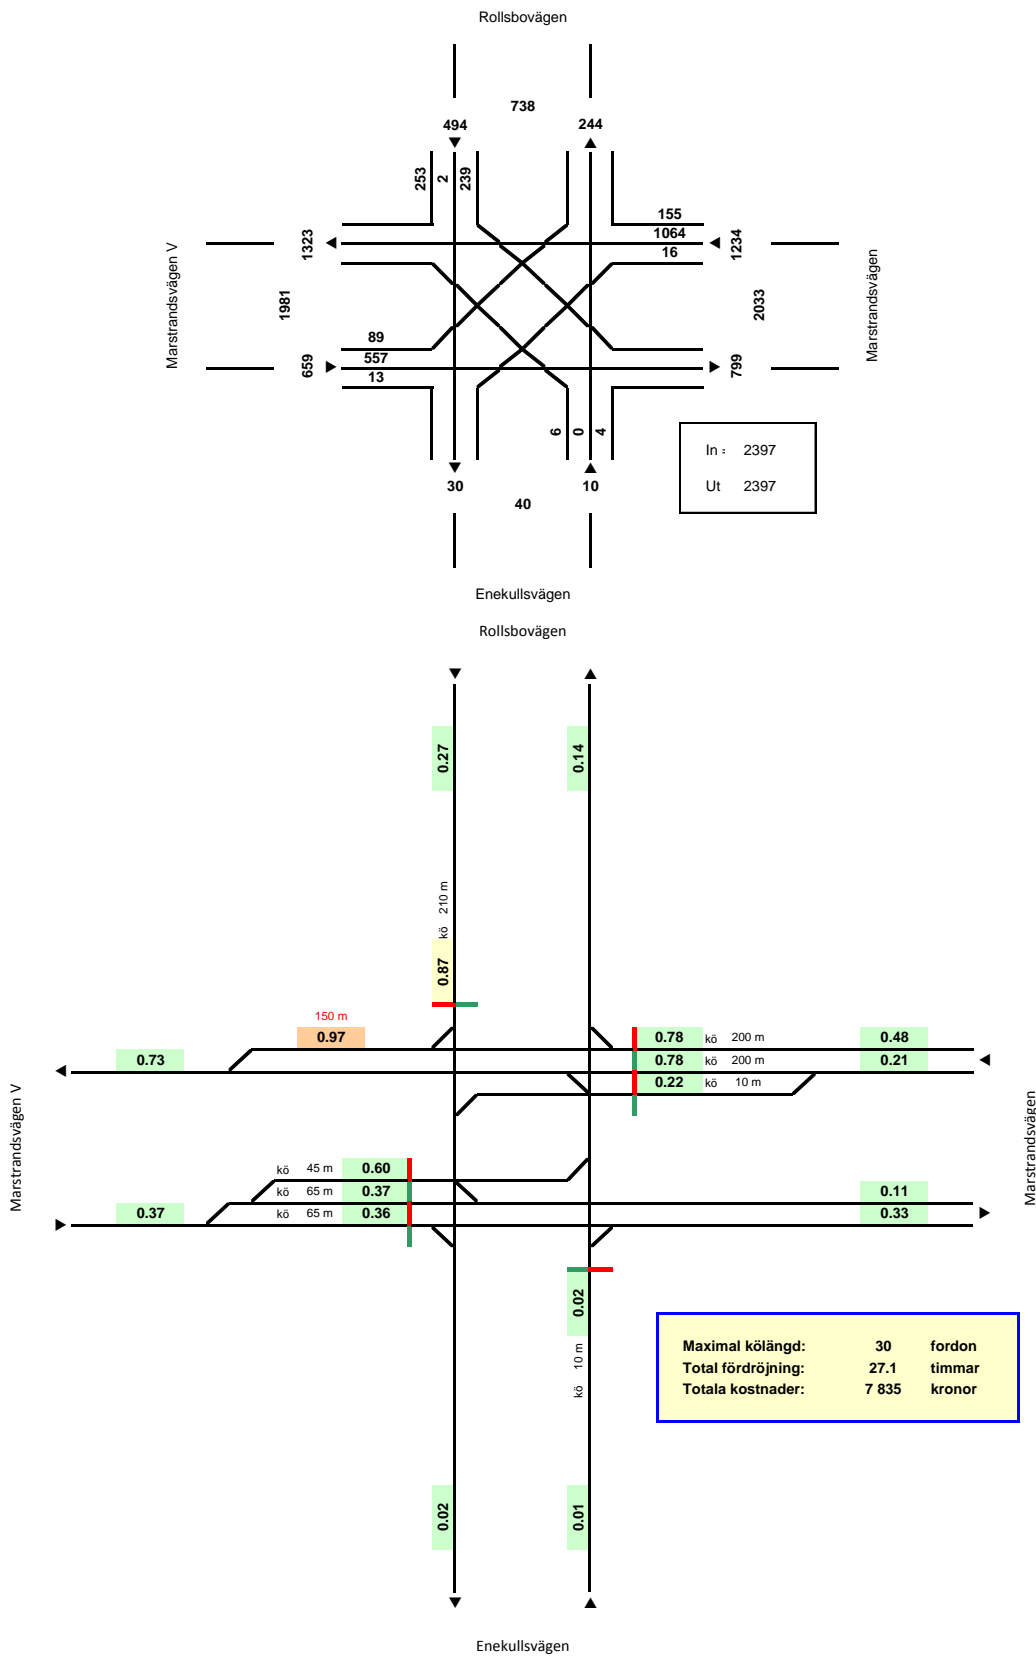 Rollsbovägen
738
494 244
253 2 239
155
1064
16
1323
1234
Marstrandsvägen V
1981
2033
Marstrandsvägen
89
557
13
659
799
6 0 4
30 10
40
In : 2397
Ut 2397
Enekullsvägen
Rollsbovägen
0.27
0.14
kö 210 m
0.87
150 m
0.97
0.73
0.78 kö 200 m 0.48
0.78 kö 200 m 0.21
0.22 kö 10 m
Marstrandsvägen V
Marstrandsvägen
kö 45 m 0.60
kö 65 m 0.37
0.11
0.37
kö 65 m 0.36
0.33
0.02
kö 10 m
Maximal kölängd: 30 fordon
Total fördröjning: 27.1 timmar
Totala kostnader: 7 835 kronor
0.02
0.01
Enekullsvägen